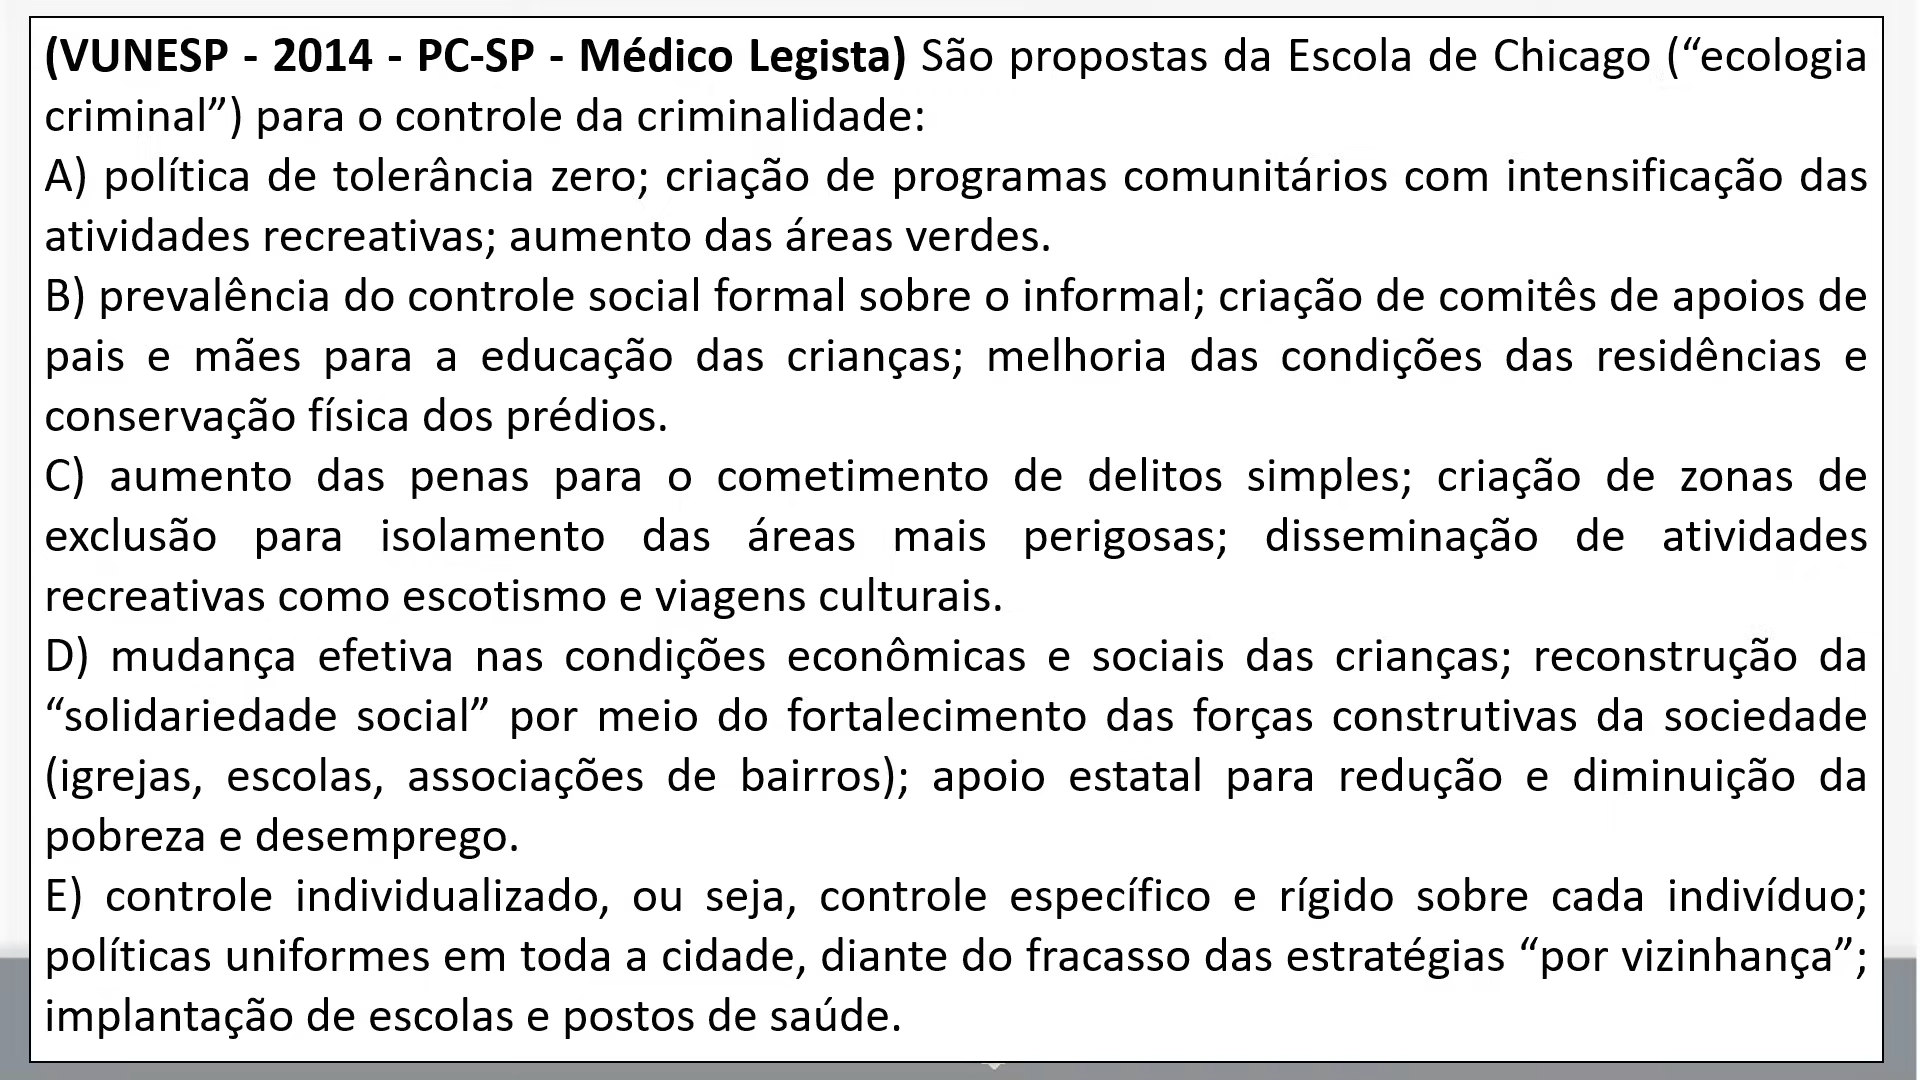 (VUNESP - 2014 - PC-SP - Médico Legista) São propostas da Escola de Chicago (“ecologia
criminal”) para o controle da criminalidade:
A) política de tolerância zero; criação de programas comunitários com intensificação das
atividades recreativas; aumento das áreas verdes.
B) prevalência do controle social formal sobre o informal; criação de comitês de apoios de
pais e mães para a educação das crianças; melhoria das condições das residências e
conservação física dos prédios.
C) aumento das penas para o cometimento de delitos simples; criação de zonas de
exclusão para isolamento das áreas mais perigosas; disseminação de atividades
recreativas como escotismo e viagens culturais.
D) mudança efetiva nas condições econômicas e sociais das crianças; reconstrução da
“solidariedade social” por meio do fortalecimento das forças construtivas da sociedade
(igrejas, escolas, associações de bairros); apoio estatal para redução e diminuição da
pobreza e desemprego.
E) controle individualizado, ou seja, controle específico e rígido sobre cada indivíduo;
políticas uniformes em toda a cidade, diante do fracasso das estratégias “por vizinhança”;
implantação de escolas e postos de saúde.